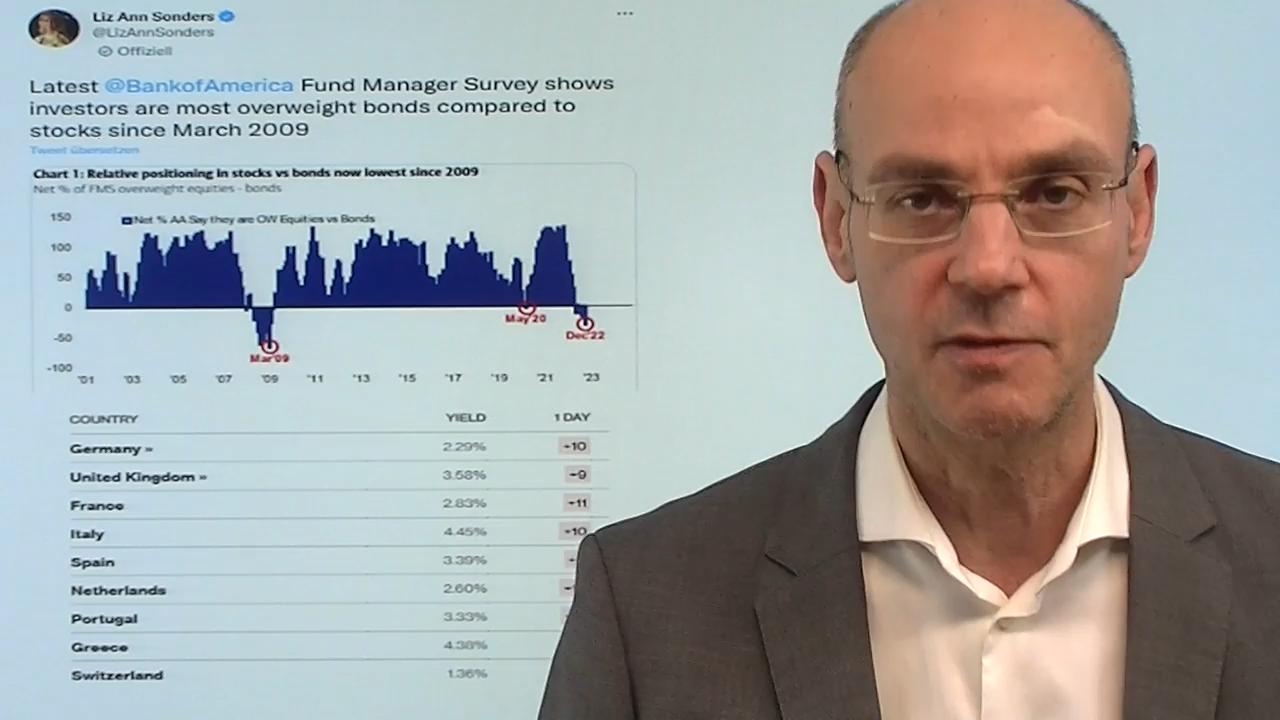 Liz Ann Sonders
@LizAnnSonders
Offiziell
Latest @BankofAmerica Fund Manager Survey shows
investors are most overweight bonds compared to
stocks since March 2009
Tweet übersetzen
Chart 1: Relative positioning in stocks vs bonds now lowest since 2009
Net % of FMS overweight equities - bonds
Net % AA Say they are OW Equities vs Bonds
150
100
50
0
-50
-100
Mar'09
May'20
Dec'22
'01 '03 '05 '07 '09 '11 '13 '15 '17 '19 '21 '23
COUNTRY YIELD 1 DAY
Germany » 2.29% +10
United Kingdom » 3.58% +9
France 2.83% +11
Italy 4.45% +10
Spain 3.39%
Netherlands 2.60%
Portugal 3.33%
Greece 4.38%
Switzerland 1.36%